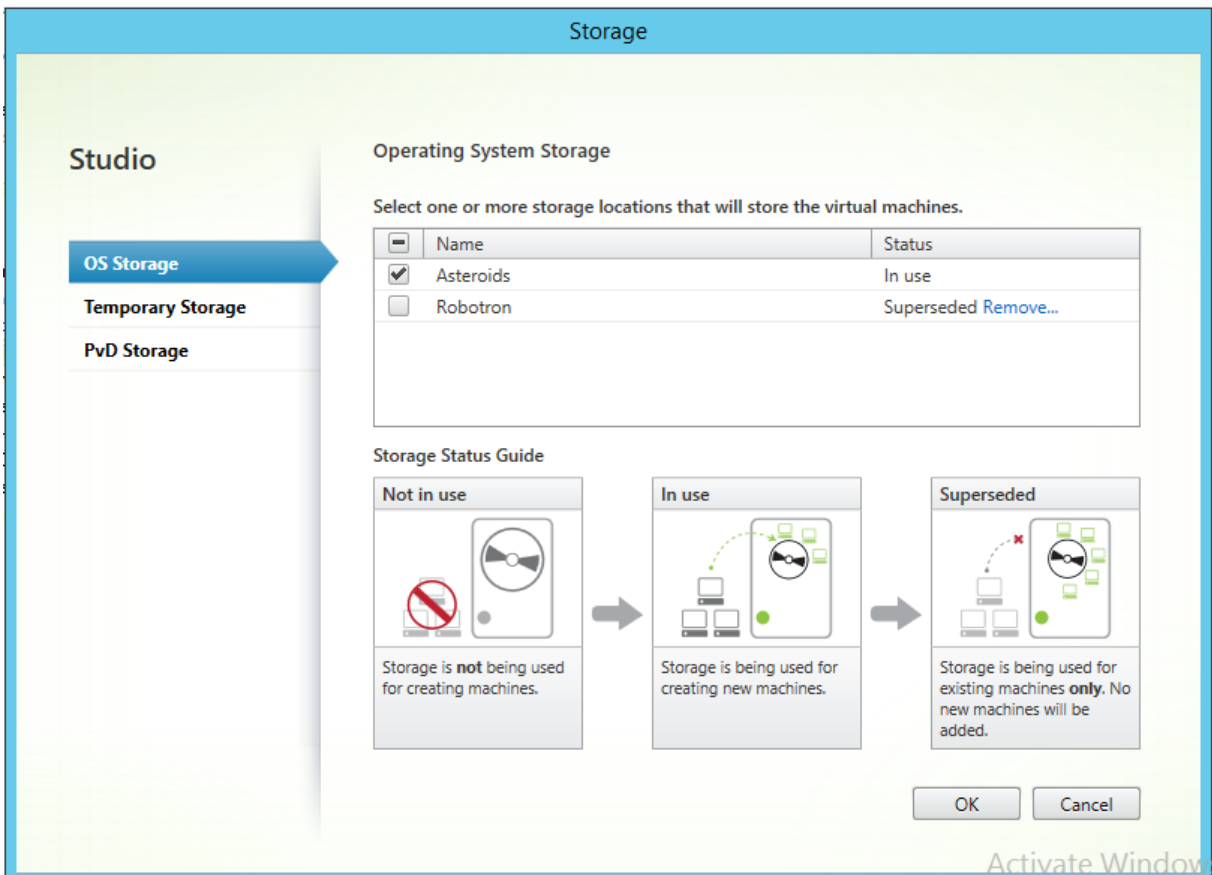 Storage
Studio
OS Storage
Temporary Storage
PvD Storage
Operating System Storage
Select one or more storage locations that will store the virtual machines.
Name Status
Asteroids In use
Robotron Superseded Remove...
Storage Status Guide
Not in use
Storage is not being used
for creating machines.
In use
Storage is being used for
creating new machines.
Superseded
Storage is being used for
existing machines only. No
new machines will be
added.
OK Cancel
Activate Window